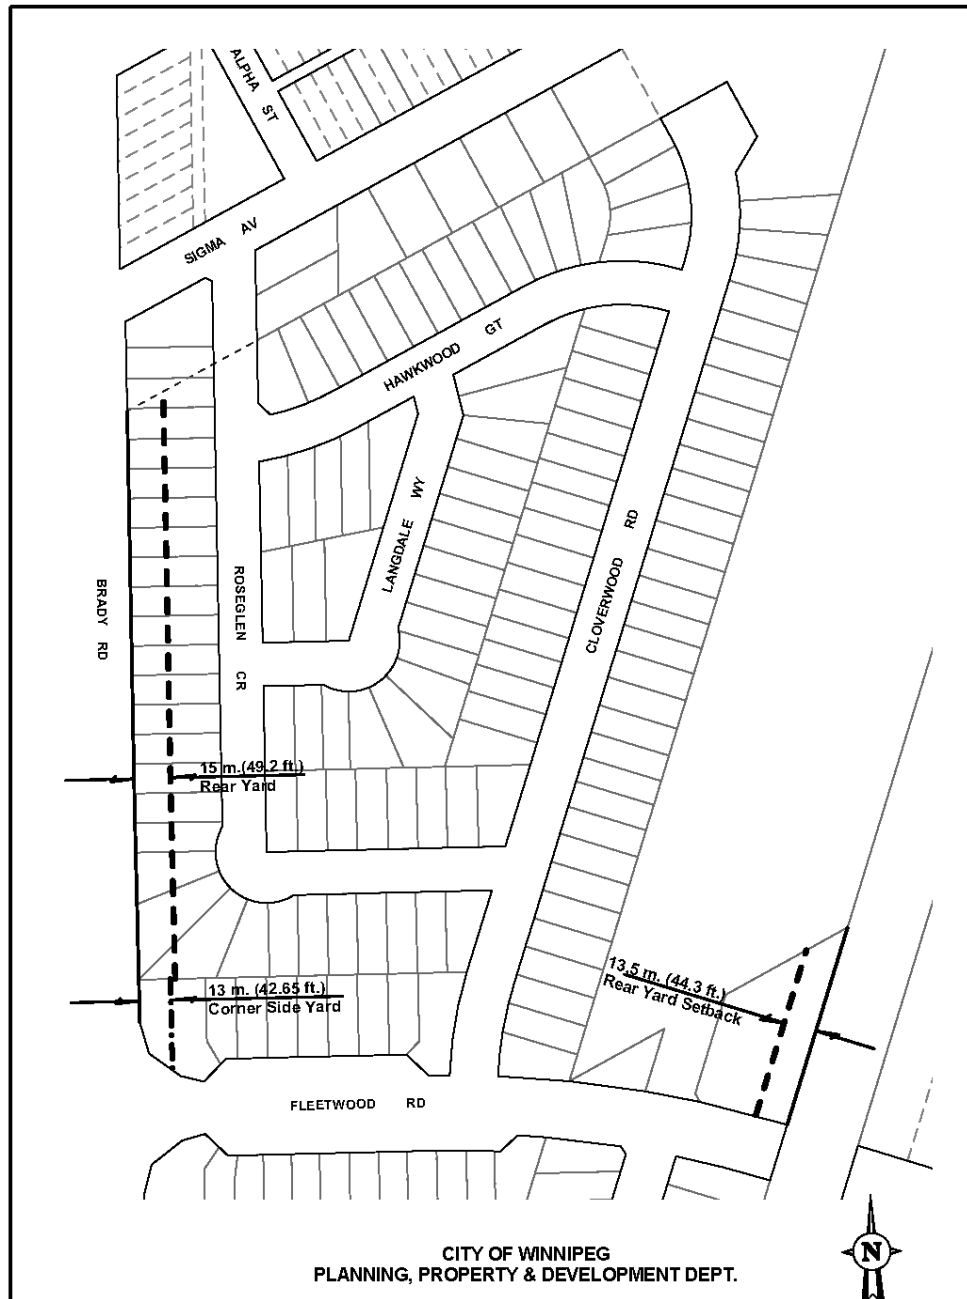 ALPHA ST
SIGMA AV
HAWKWOOD GT
LANGDALE WY
CLOVERWOOD RD
ROSEGLEN CR
BRADY RD
15 m.(49.2 ft.)
Rear Yard
13 m. (42.65 ft.)
Corner Side Yard
13.5 m. (44.3 ft.)
Rear Yard Setback
FLEETWOOD RD
N
CITY OF WINNIPEG
PLANNING, PROPERTY & DEVELOPMENT DEPT.